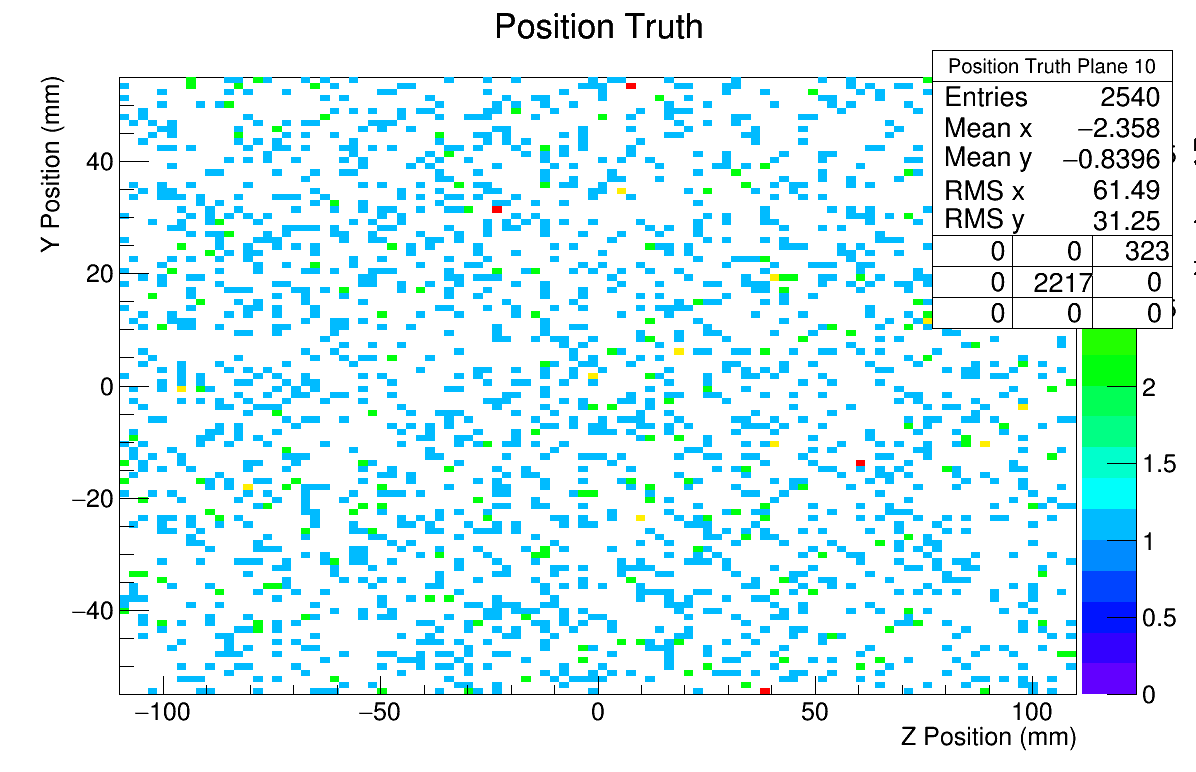 Position Truth
Position Truth Plane 10
Entries 2540
Mean x −2.358
Mean y −0.8396
RMS x 61.49
RMS y 31.25
0 0 323
0 2217 0
0 0 0
Y Position (mm)
40
20
0
−20
−40
−100 −50 0 50 100
Z Position (mm)
2
1.5
1
0.5
0